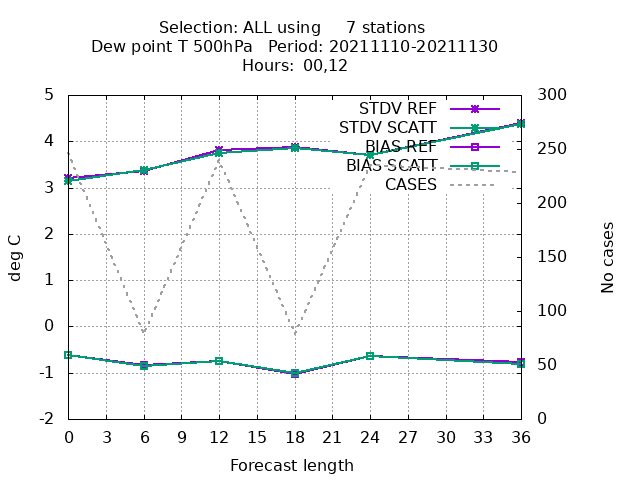 Selection: ALL using 7 stations
Dew point T 500hPa Period: 20211110-20211130
Hours: 00,12
STDV REF
STDV SCATT
BIAS REF
BIAS SCATT
CASES
5
4
3
2
1
0
-1
-2
deg C
300
250
200
150
100
50
0
No cases
0 3 6 9 12 15 18 21 24 27 30 33 36
Forecast length